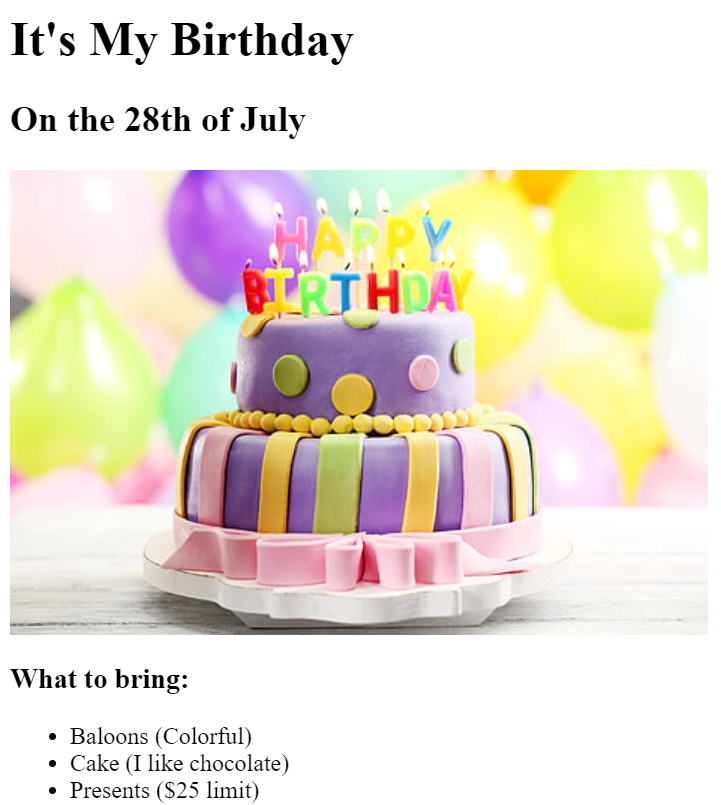 It's My Birthday
On the 28th of July
HAPPY
BIRTHDAY
What to bring:
Baloons (Colorful)
Cake (I like chocolate)
Presents ($25 limit)